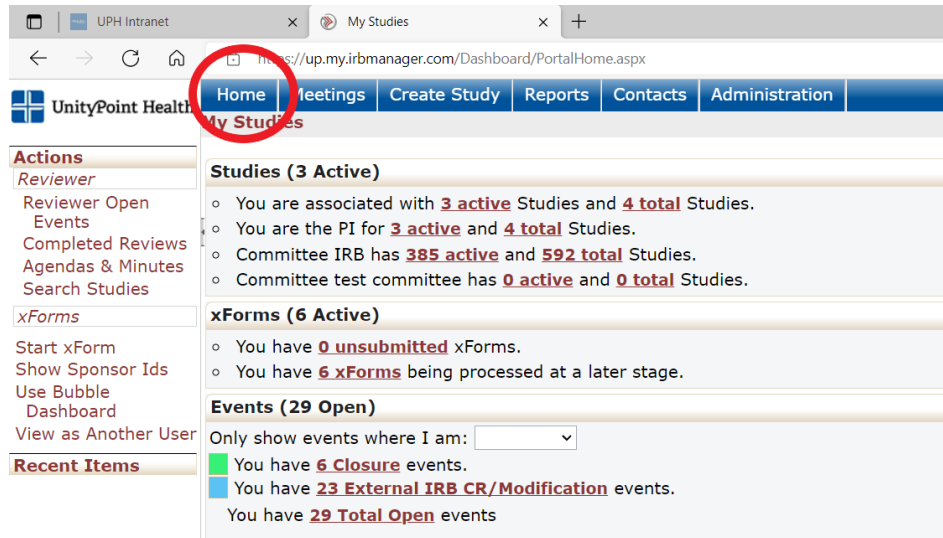 UPH Intranet
My Studies
https://up.my.irbmanager.com/Dashboard/PortalHome.aspx
UnityPoint Health
Home
Meetings
Create Study
Reports
Contacts
Administration
My Studies
Actions
Reviewer
Reviewer Open
Events
Completed Reviews
Agendas & Minutes
Search Studies
xForms
Start xForm
Show Sponsor Ids
Use Bubble
Dashboard
View as Another User
Recent Items
Studies (3 Active)
You are associated with 3 active Studies and 4 total Studies.
You are the PI for 3 active and 4 total Studies.
Committee IRB has 385 active and 592 total Studies.
Committee test committee has 0 active and 0 total Studies.
xForms (6 Active)
You have 0 unsubmitted xForms.
You have 6 xForms being processed at a later stage.
Events (29 Open)
Only show events where I am:
You have 6 Closure events.
You have 23 External IRB CR/Modification events.
You have 29 Total Open events